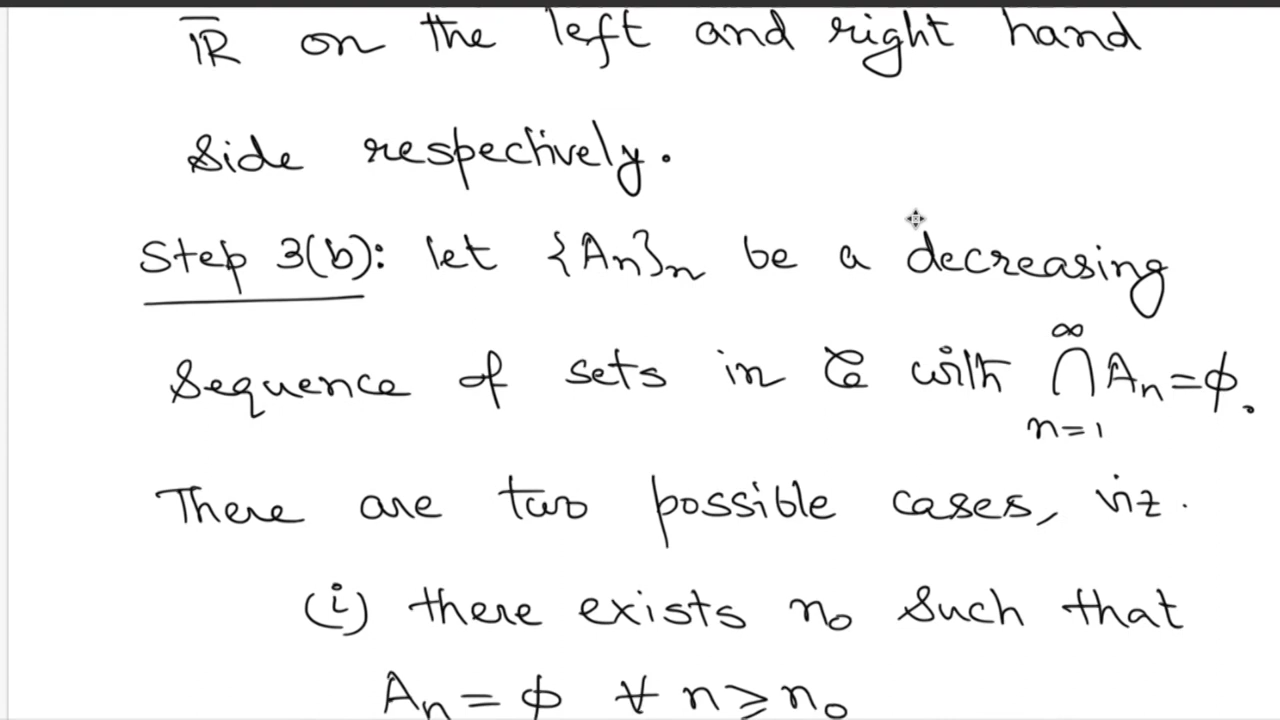 ℝ̅ on the left and right hand
side respectively.
Step 3(b): let {Aₙ}ₙ be a decreasing
sequence of sets in 𝒞 with ⋂_{n=1}^{∞} Aₙ = ϕ.
There are two possible cases, viz.
(i) there exists n₀ such that
Aₙ = ϕ ∀ n ⩾ n₀